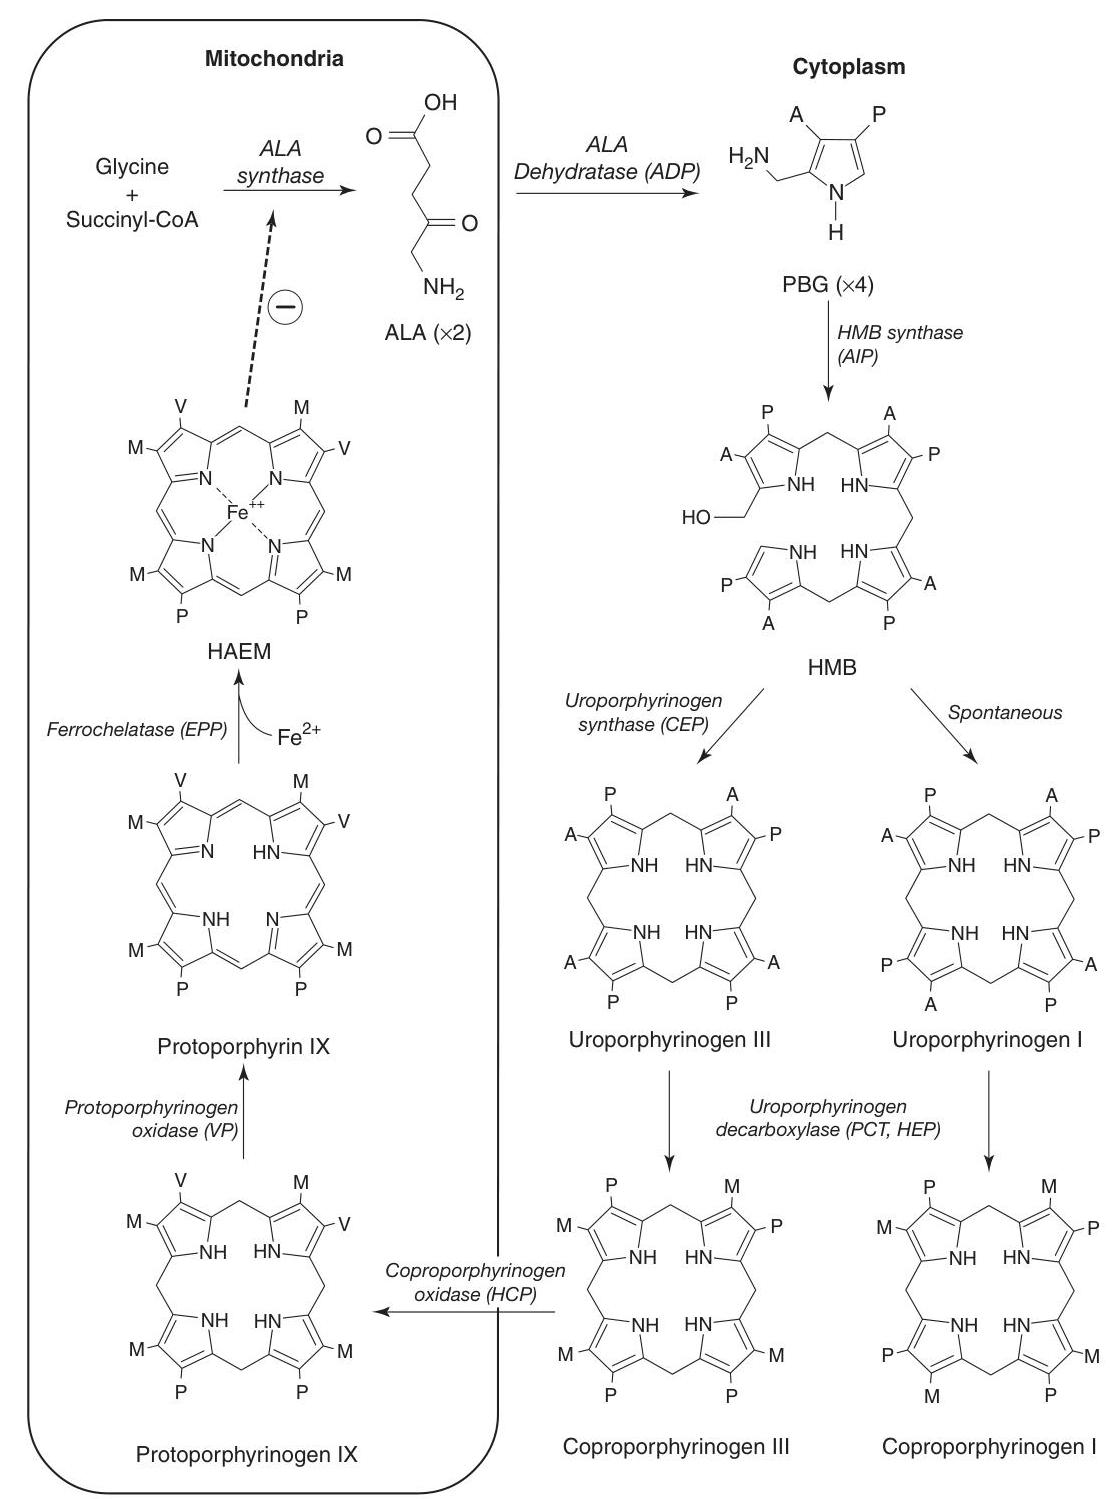 Mitochondria
Cytoplasm
Glycine
+
Succinyl-CoA
ALA
synthase
OH
O
O
NH2
ALA (×2)
ALA
Dehydratase (ADP)
A
P
H2N
N
H
PBG (×4)
HMB synthase
(AIP)
P
A
A
P
NH
HN
HO
NH
HN
P
A
A
P
HMB
−
V
M
M
V
N
N
Fe++
N
N
M
M
P
P
HAEM
Ferrochelatase (EPP)
Fe2+
Uroporphyrinogen
synthase (CEP)
Spontaneous
V
M
M
V
N
HN
NH
N
M
M
P
P
Protoporphyrin IX
P
A
A
P
NH
HN
NH
HN
A
A
P
P
Uroporphyrinogen III
P
A
A
P
NH
HN
NH
HN
P
A
A
P
Uroporphyrinogen I
Protoporphyrinogen
oxidase (VP)
Uroporphyrinogen
decarboxylase (PCT, HEP)
V
M
M
V
NH
HN
NH
HN
M
M
P
P
Protoporphyrinogen IX
Coproporphyrinogen
oxidase (HCP)
P
M
M
P
NH
HN
NH
HN
M
M
P
P
Coproporphyrinogen III
P
M
M
P
NH
HN
NH
HN
P
M
M
P
Coproporphyrinogen I